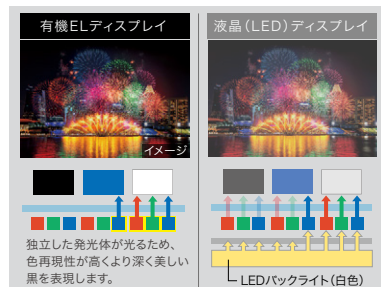 有機ELディスプレイ
イメージ
独立した発光体が光るため、
色再現性が高くより深く美しい
黒を表現します。
液晶(LED)ディスプレイ
LEDバックライト(白色)